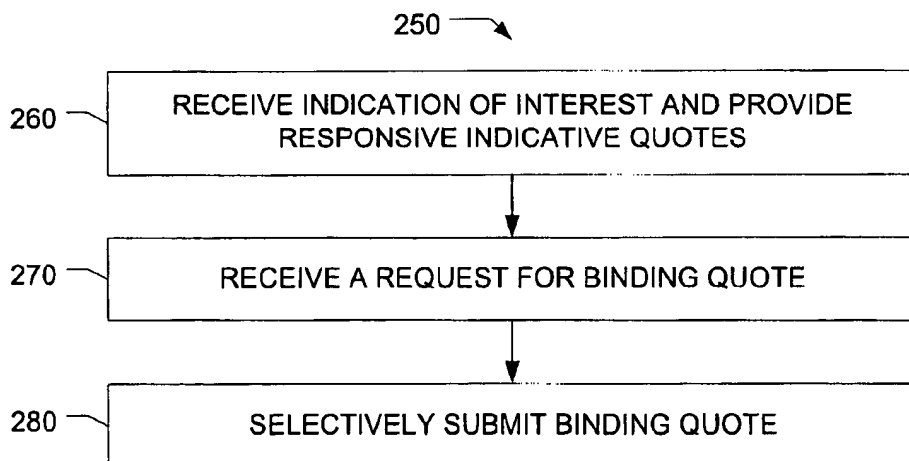 250
260
RECEIVE INDICATION OF INTEREST AND PROVIDE
RESPONSIVE INDICATIVE QUOTES
270
RECEIVE A REQUEST FOR BINDING QUOTE
280
SELECTIVELY SUBMIT BINDING QUOTE